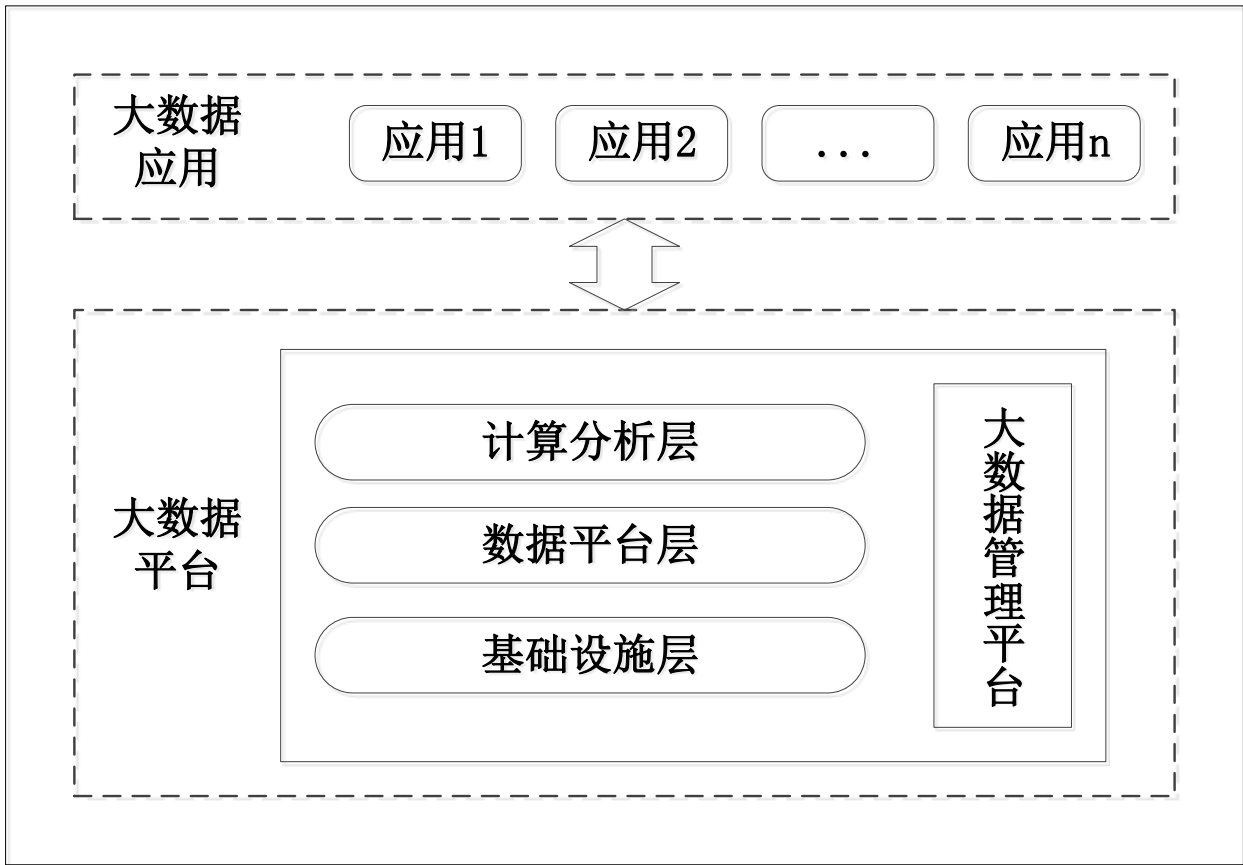 大数据
应用
应用1
应用2
...
应用n
大数据
平台
计算分析层
数据平台层
基础设施层
大数据管理平台